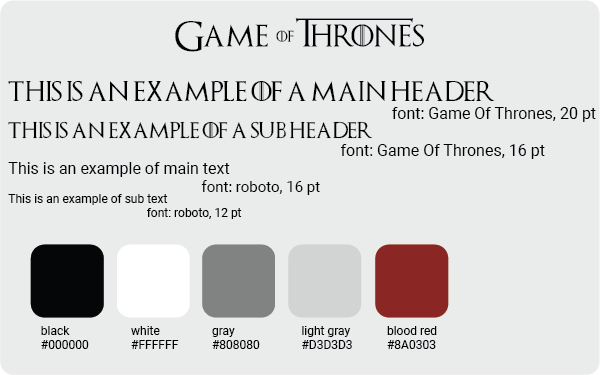 GAME OF THRONES
THIS IS AN EXAMPLE OF A MAIN HEADER
font: Game Of Thrones, 20 pt
THIS IS AN EXAMPLE OF A SUB HEADER
font: Game Of Thrones, 16 pt
This is an example of main text
font: roboto, 16 pt
This is an example of sub text
font: roboto, 12 pt
black white gray light gray blood red
#000000 #FFFFFF #808080 #D3D3D3 #8A0303